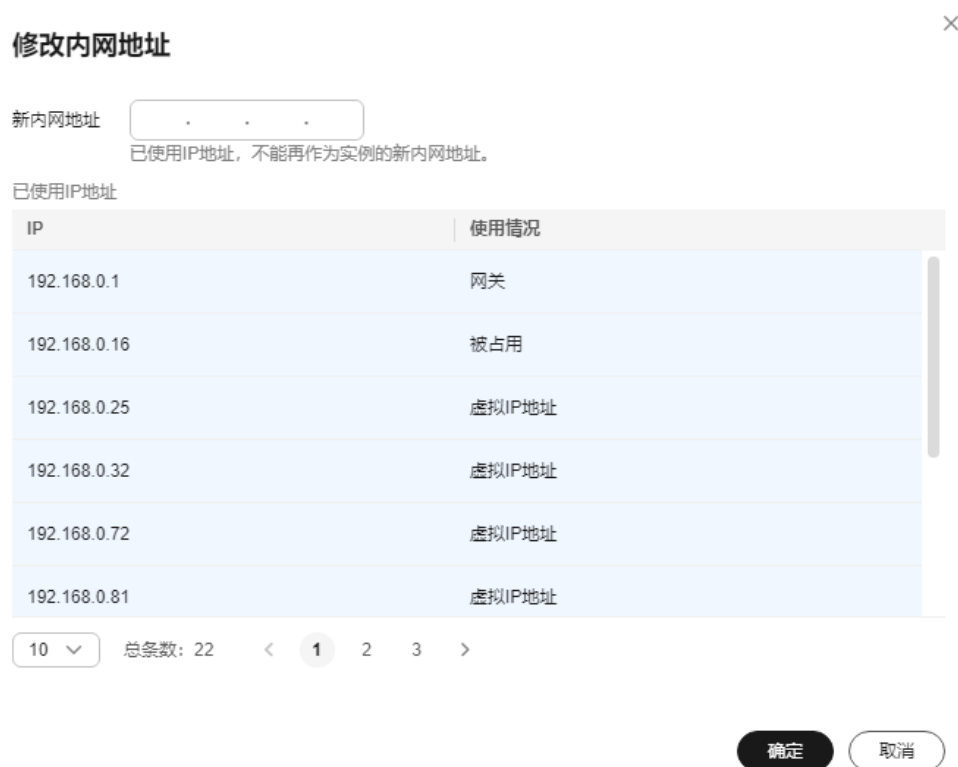 修改内网地址
新内网地址 . . .
已使用IP地址，不能再作为实例的新内网地址。
已使用IP地址
IP 使用情况
192.168.0.1 网关
192.168.0.16 被占用
192.168.0.25 虚拟IP地址
192.168.0.32 虚拟IP地址
192.168.0.72 虚拟IP地址
192.168.0.81 虚拟IP地址
10 总条数：22 1 2 3
确定 取消